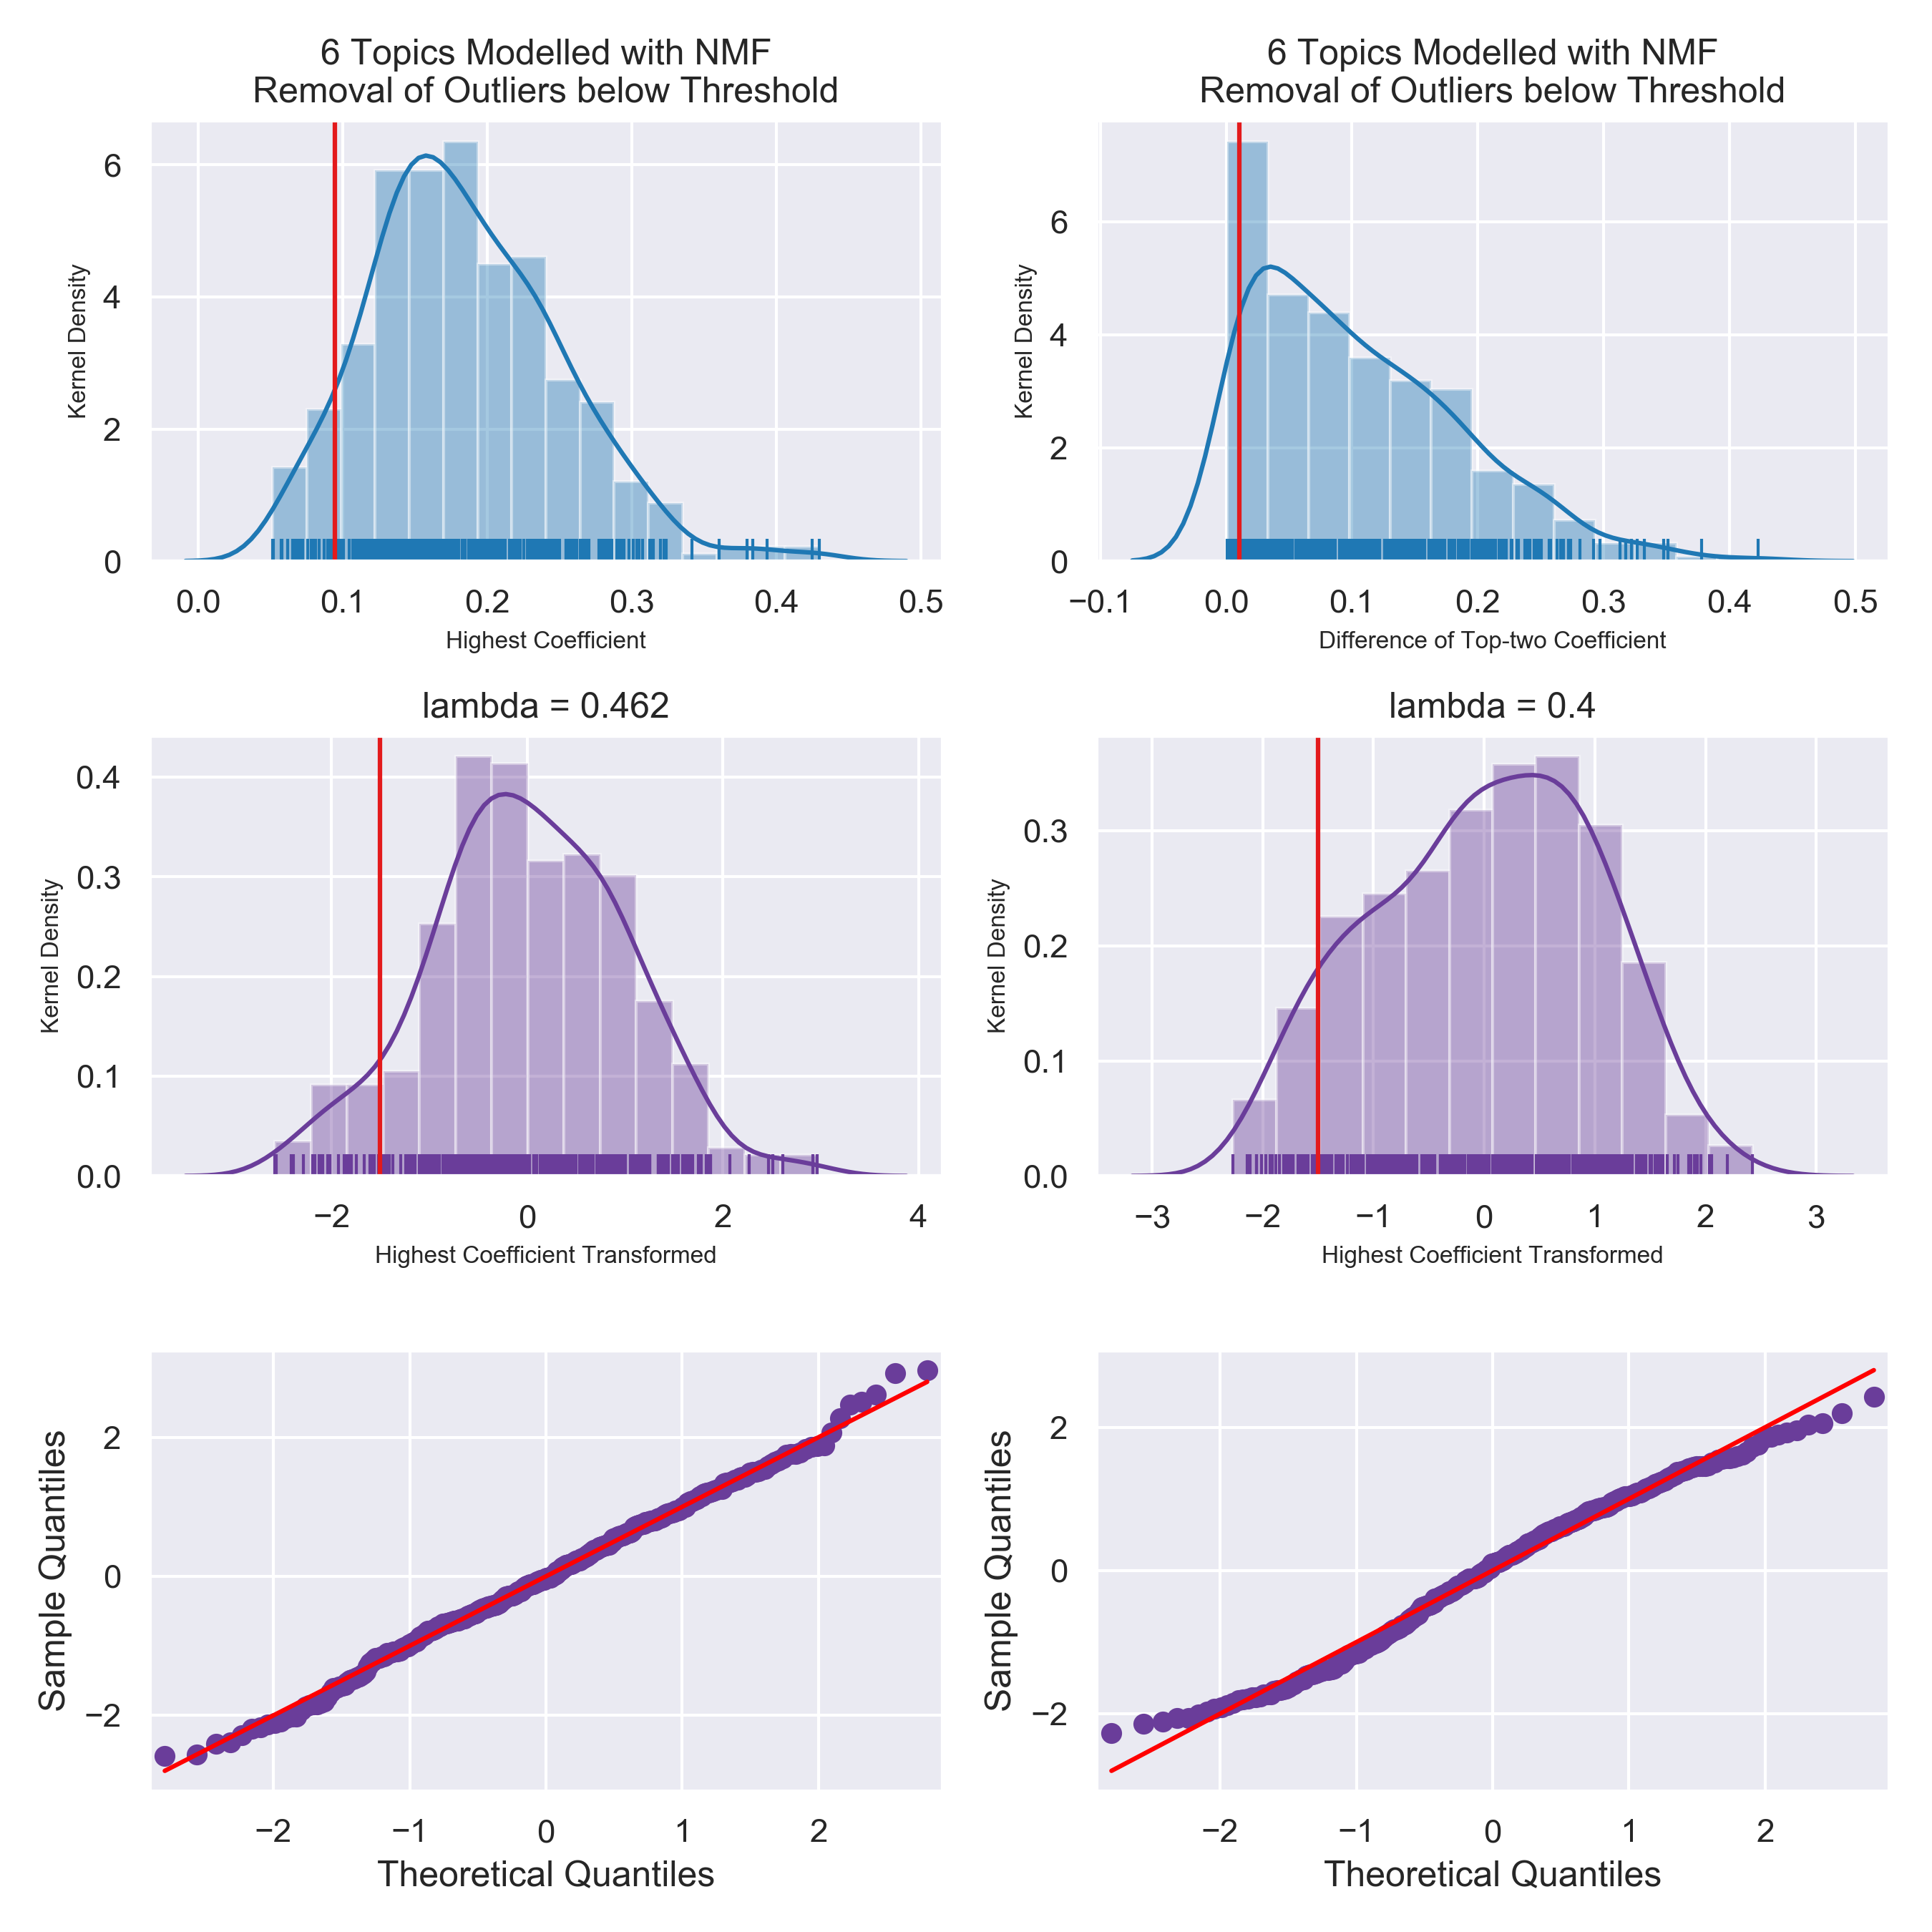 6 Topics Modelled with NMF
Removal of Outliers below Threshold
Kernel Density
6
4
2
0
0.0 0.1 0.2 0.3 0.4 0.5
Highest Coefficient
6 Topics Modelled with NMF
Removal of Outliers below Threshold
Kernel Density
6
4
2
0
−0.1 0.0 0.1 0.2 0.3 0.4 0.5
Difference of Top-two Coefficient
lambda = 0.462
Kernel Density
0.4
0.3
0.2
0.1
0.0
−2 0 2 4
Highest Coefficient Transformed
lambda = 0.4
Kernel Density
0.3
0.2
0.1
0.0
−3 −2 −1 0 1 2 3
Highest Coefficient Transformed
Sample Quantiles
2
0
−2
−2 −1 0 1 2
Theoretical Quantiles
Sample Quantiles
2
0
−2
−2 −1 0 1 2
Theoretical Quantiles